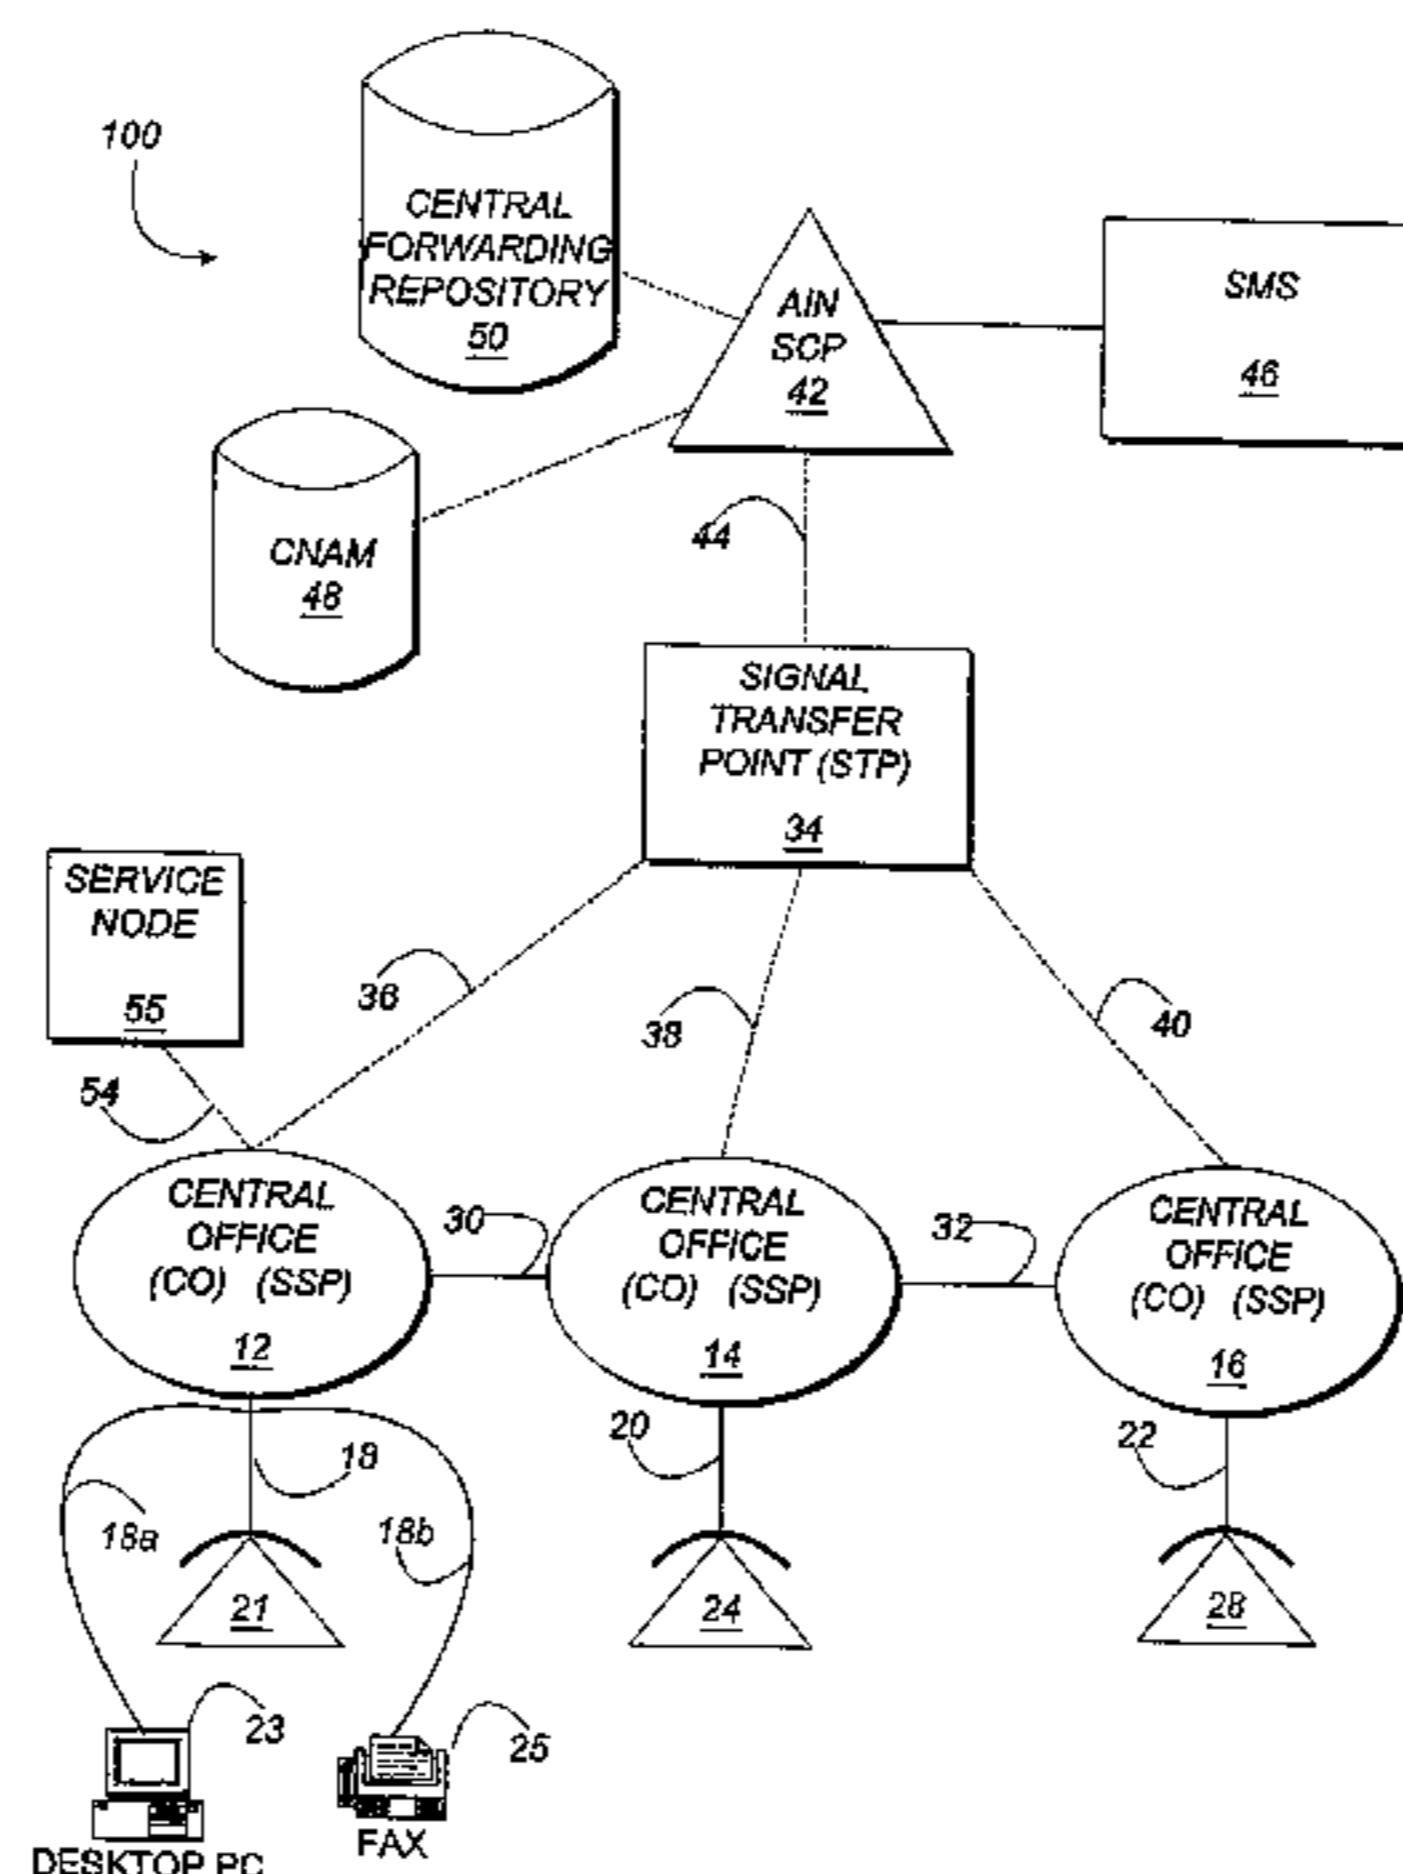 100
CENTRAL
FORWARDING
REPOSITORY
50
AIN
SCP
42
SMS
46
CNAM
48
44
SIGNAL
TRANSFER
POINT (STP)
34
SERVICE
NODE
55
54
36
38
40
CENTRAL
OFFICE
(CO) (SSP)
12
30
CENTRAL
OFFICE
(CO) (SSP)
14
32
CENTRAL
OFFICE
(CO) (SSP)
16
18
18a
18b
20
22
21
24
28
23
25
DESKTOP PC
FAX